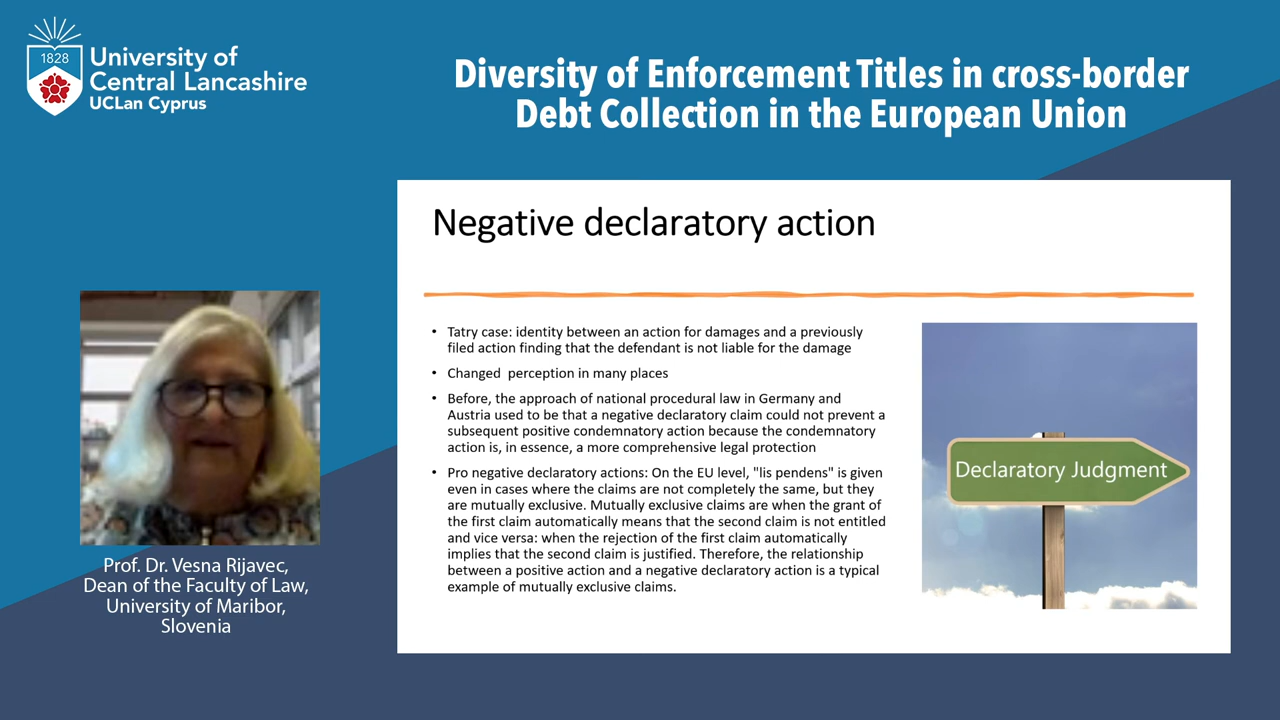 1828
University of
Central Lancashire
UCLan Cyprus
Diversity of Enforcement Titles in cross-border
Debt Collection in the European Union
Negative declaratory action
• Tatry case: identity between an action for damages and a previously
filed action finding that the defendant is not liable for the damage
• Changed perception in many places
• Before, the approach of national procedural law in Germany and
Austria used to be that a negative declaratory claim could not prevent a
subsequent positive condemnatory action because the condemnatory
action is, in essence, a more comprehensive legal protection
• Pro negative declaratory actions: On the EU level, "lis pendens" is given
even in cases where the claims are not completely the same, but they
are mutually exclusive. Mutually exclusive claims are when the grant of
the first claim automatically means that the second claim is not entitled
and vice versa: when the rejection of the first claim automatically
implies that the second claim is justified. Therefore, the relationship
between a positive action and a negative declaratory action is a typical
example of mutually exclusive claims.
Declaratory Judgment
Prof. Dr. Vesna Rijavec,
Dean of the Faculty of Law,
University of Maribor,
Slovenia